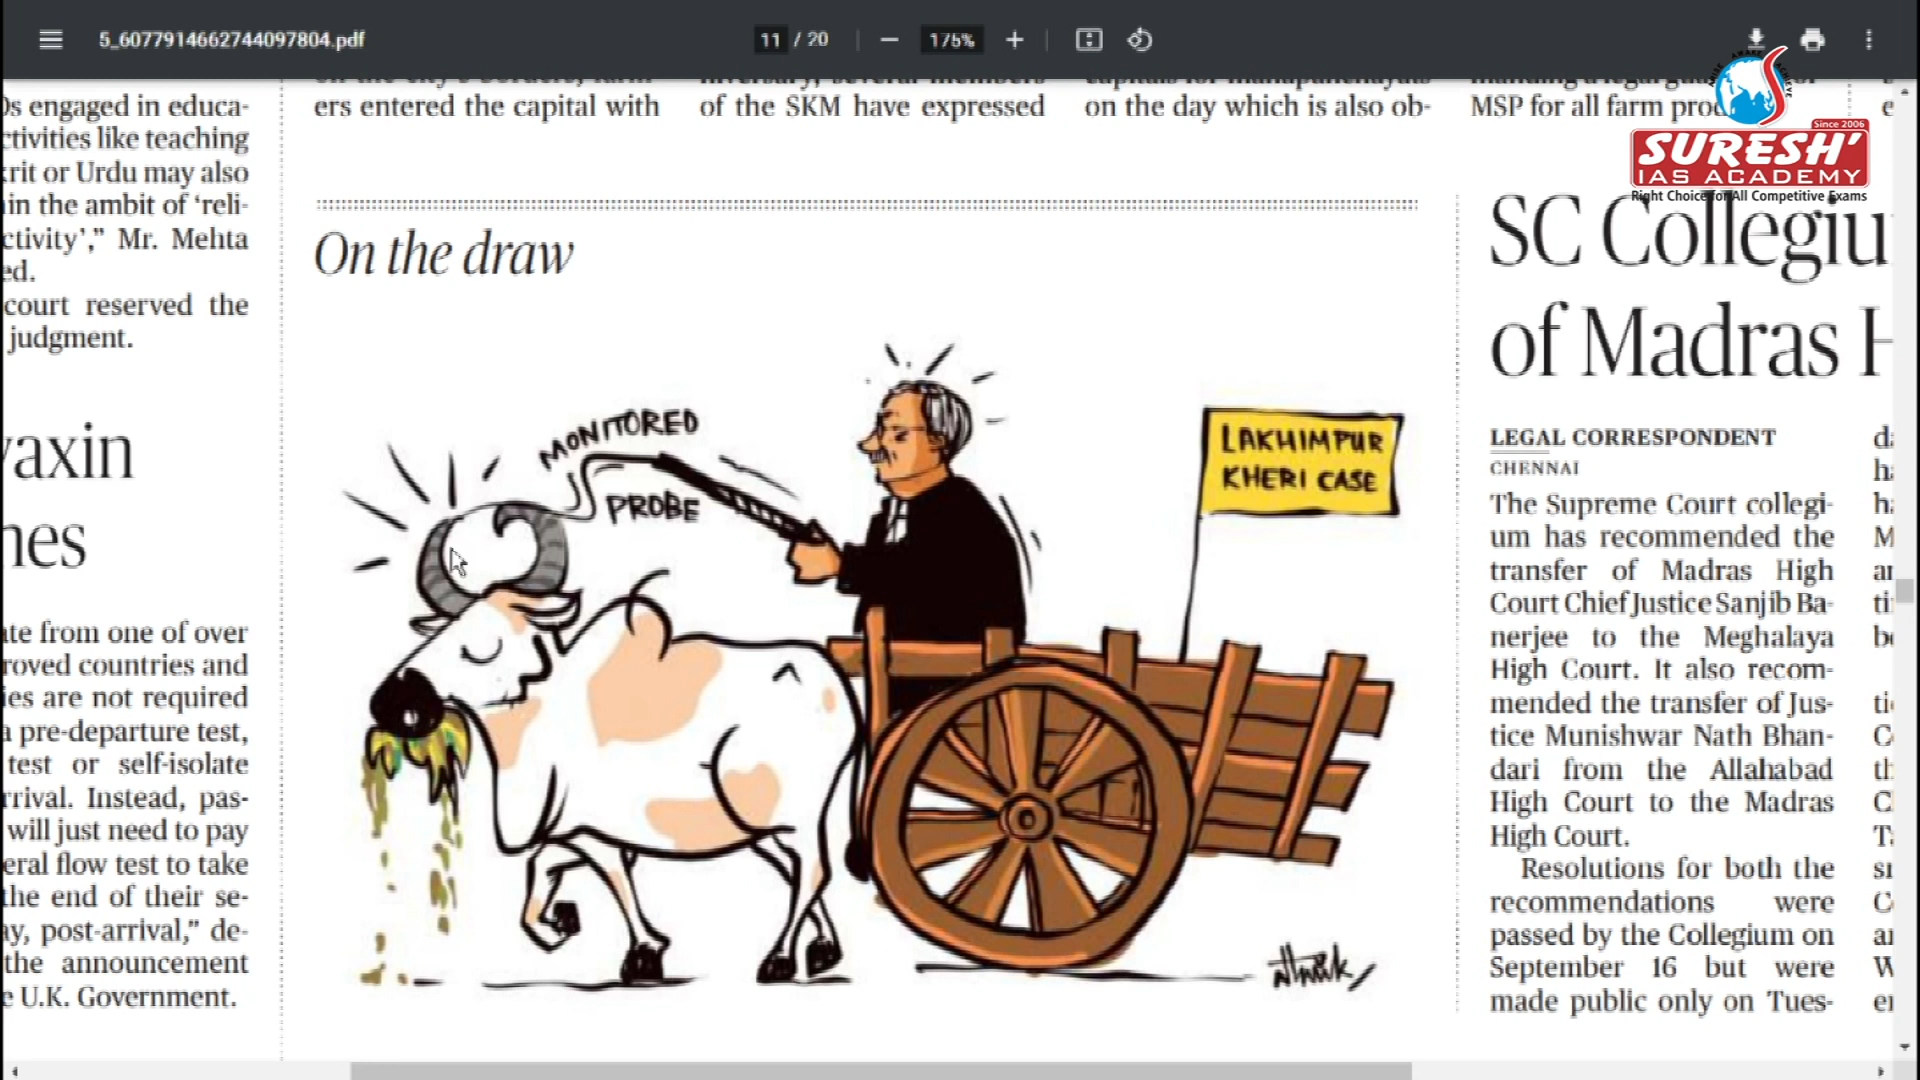 5_6077914662744097804.pdf
11 / 20
175%
SURESH'
IAS ACADEMY
Since 2006
Right Choice for All Competitive Exams
engaged in educa-
ctivities like teaching
or Urdu may also
in the ambit of ‘reli-
ctivity’,” Mr. Mehta
ed.
court reserved the
judgment.
vaxin
nes
ate from one of over
roved countries and
ies are not required
a pre-departure test,
test or self-isolate
rrival. Instead, pas-
will just need to pay
eral flow test to take
the end of their se-
ay, post-arrival,” de-
the announcement
e U.K. Government.
ers entered the capital with
of the SKM have expressed
on the day which is also ob-
MSP for all farm
On the draw
MONITORED
PROBE
LAKHIMPUR
KHERI CASE
SC Collegiu
of Madras H
LEGAL CORRESPONDENT
CHENNAI
The Supreme Court collegi-
um has recommended the
transfer of Madras High
Court Chief Justice Sanjib Ba-
nerjee to the Meghalaya
High Court. It also recom-
mended the transfer of Jus-
tice Munishwar Nath Bhan-
dari from the Allahabad
High Court to the Madras
High Court.
Resolutions for both the
recommendations were
passed by the Collegium on
September 16 but were
made public only on Tues-